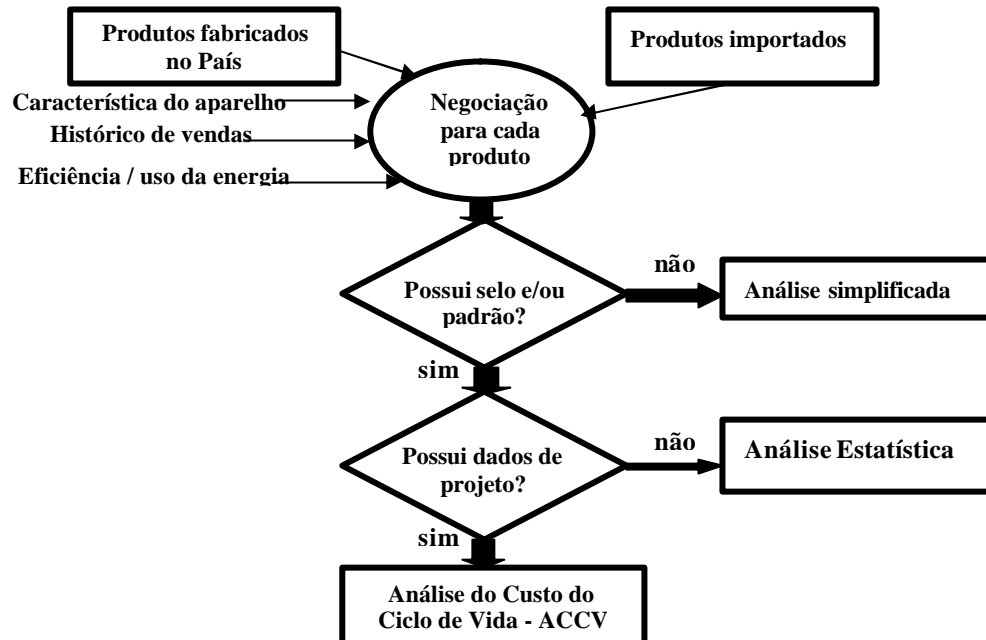 Produtos fabricados
no País
Produtos importados
Característica do aparelho
Histórico de vendas
Eficiência / uso da energia
Negociação
para cada
produto
Possui selo e/ou
padrão?
não
Análise simplificada
sim
Possui dados de
projeto?
não
Análise Estatística
sim
Análise do Custo do
Ciclo de Vida - ACCV